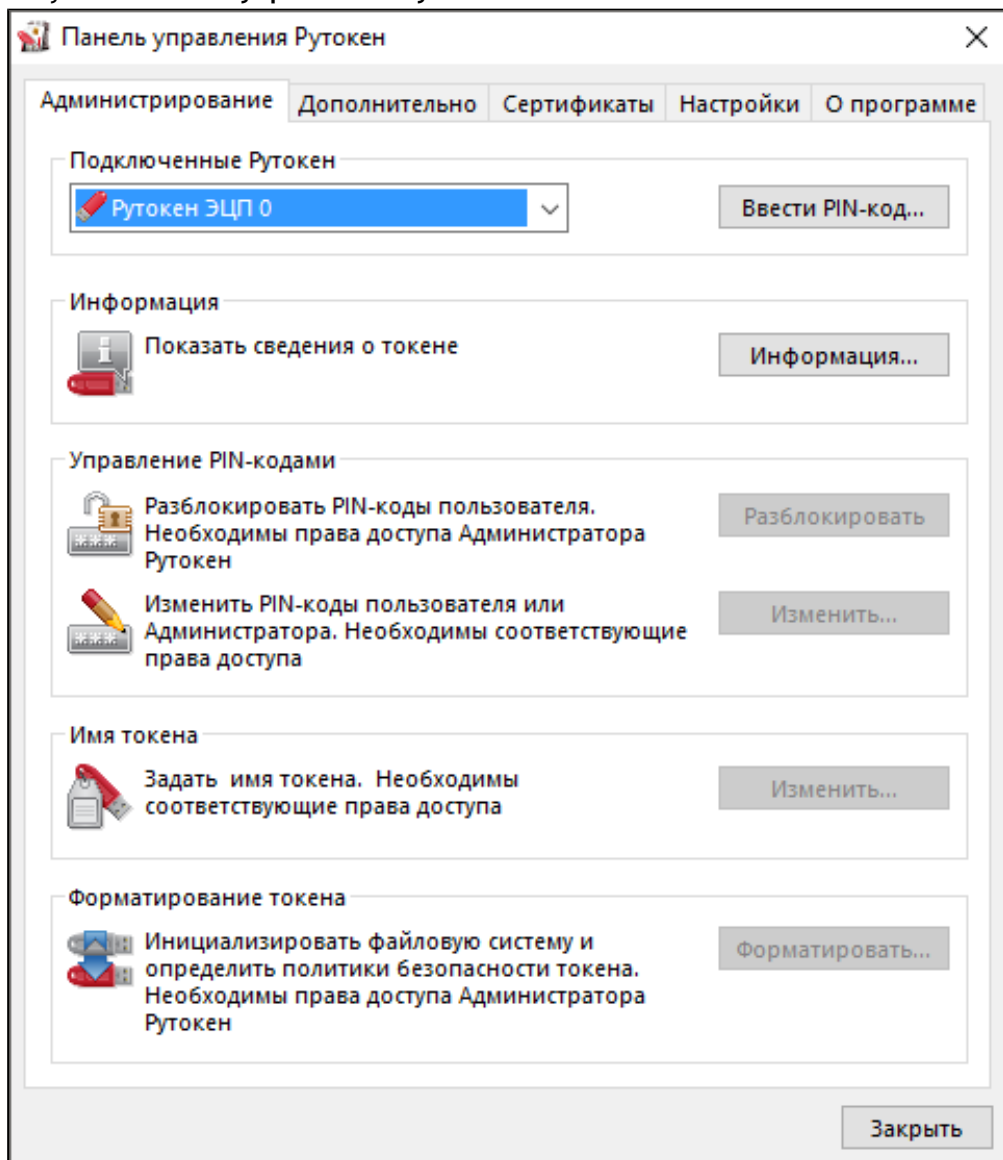 Панель управления Рутокен
Администрирование Дополнительно Сертификаты Настройки О программе
Подключенные Рутокен
Рутокен ЭЦП 0
Ввести PIN-код...
Информация
Показать сведения о токене
Информация...
Управление PIN-кодами
Разблокировать PIN-коды пользователя.
Необходимы права доступа Администратора
Рутокен
Разблокировать
Изменить PIN-коды пользователя или
Администратора. Необходимы соответствующие
права доступа
Изменить...
Имя токена
Задать имя токена. Необходимы
соответствующие права доступа
Изменить...
Форматирование токена
Инициализировать файловую систему и
определить политики безопасности токена.
Необходимы права доступа Администратора
Рутокен
Форматировать...
Закрыть